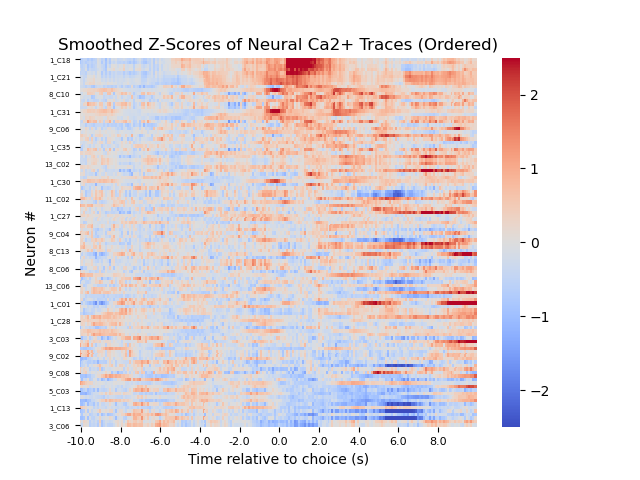 Smoothed Z-Scores of Neural Ca2+ Traces (Ordered)
1_C18
1_C21
8_C10
1_C31
9_C06
1_C35
13_C02
1_C30
11_C02
1_C27
9_C04
8_C13
8_C06
13_C06
1_C01
1_C28
3_C03
9_C02
9_C08
5_C03
1_C13
3_C06
Neuron #
-10.0 -8.0 -6.0 -4.0 -2.0 0.0 2.0 4.0 6.0 8.0
Time relative to choice (s)
2
1
0
−1
−2